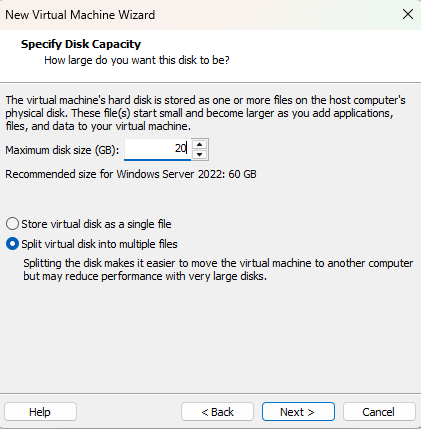 New Virtual Machine Wizard
Specify Disk Capacity
How large do you want this disk to be?
The virtual machine's hard disk is stored as one or more files on the host computer's
physical disk. These file(s) start small and become larger as you add applications,
files, and data to your virtual machine.
Maximum disk size (GB): 20
Recommended size for Windows Server 2022: 60 GB
Store virtual disk as a single file
Split virtual disk into multiple files
Splitting the disk makes it easier to move the virtual machine to another computer
but may reduce performance with very large disks.
Help < Back Next > Cancel